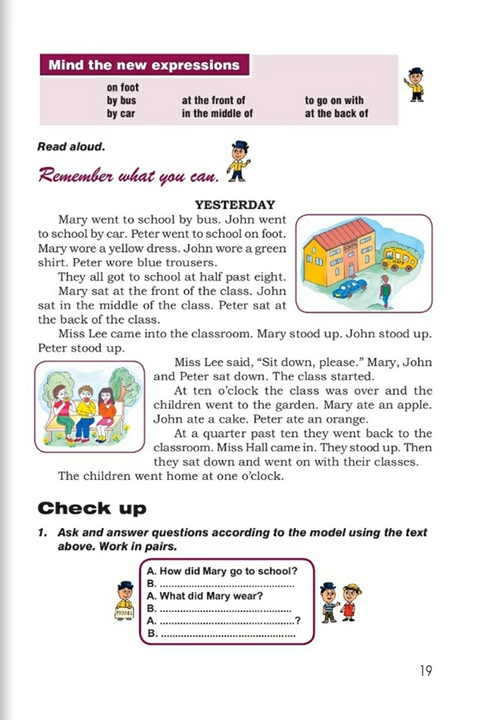 Mind the new expressions
on foot
by bus at the front of to go on with
by car in the middle of at the back of
Read aloud.
Remember what you can.
YESTERDAY
Mary went to school by bus. John went
to school by car. Peter went to school on foot.
Mary wore a yellow dress. John wore a green
shirt. Peter wore blue trousers.
They all got to school at half past eight.
Mary sat at the front of the class. John
sat in the middle of the class. Peter sat at
the back of the class.
Miss Lee came into the classroom. Mary stood up. John stood up.
Peter stood up.
Miss Lee said, “Sit down, please.” Mary, John
and Peter sat down. The class started.
At ten o’clock the class was over and the
children went to the garden. Mary ate an apple.
John ate a cake. Peter ate an orange.
At a quarter past ten they went back to the
classroom. Miss Hall came in. They stood up. Then
they sat down and went on with their classes.
The children went home at one o’clock.
Check up
1. Ask and answer questions according to the model using the text
above. Work in pairs.
A. How did Mary go to school?
B. ..........................................
A. What did Mary wear?
B. .........................................
A. ..........................................?
B. ..........................................
MODEL
19